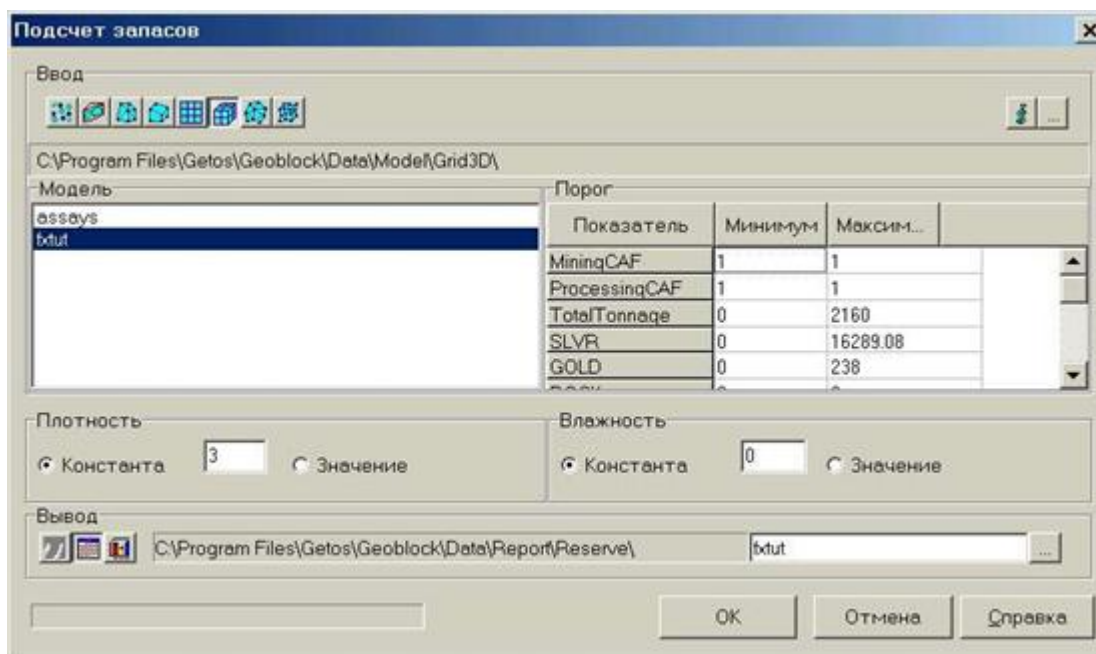 Подсчет запасов
Ввод
...
C:\Program Files\Getos\Geoblock\Data\Model\Grid3D\
Модель
assays
fxtut
Порог
Показатель Минимум Максим...
MiningCAF 1 1
ProcessingCAF 1 1
TotalTonnage 0 2160
SLVR 0 16289.08
GOLD 0 238
Плотность
Константа 3 Значение
Влажность
Константа 0 Значение
Вывод
C:\Program Files\Getos\Geoblock\Data\Report\Reserve\ fxtut ...
OK Отмена Справка